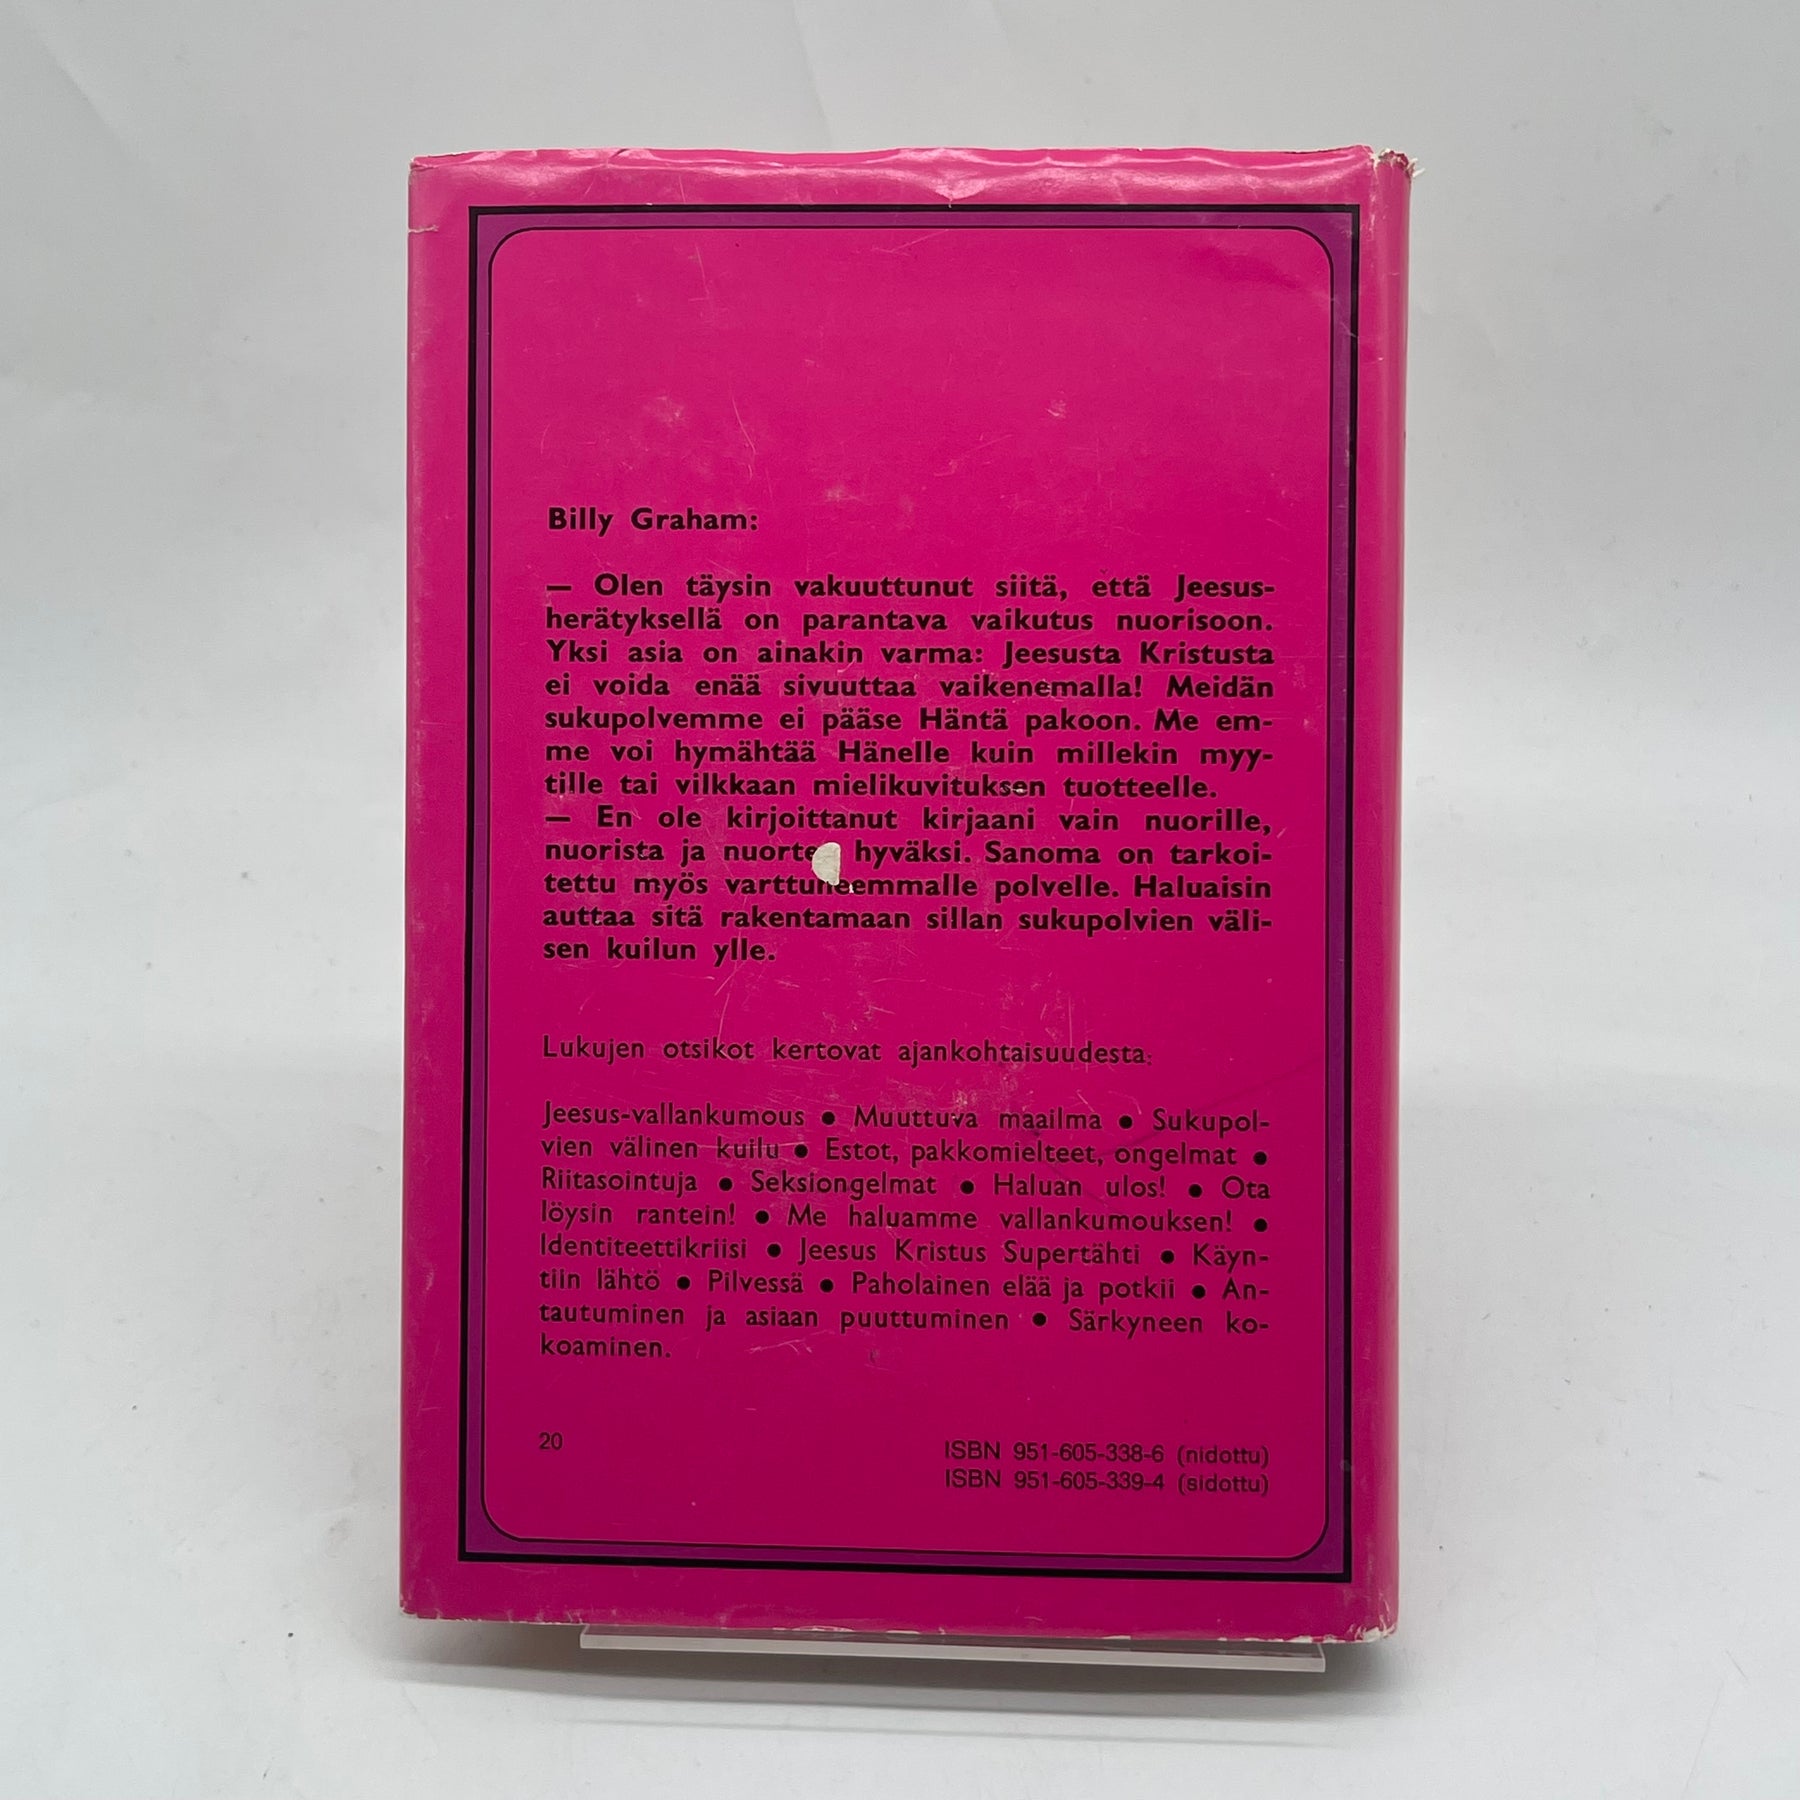 Billy Graham:
— Olen täysin vakuuttunut siitä, että Jeesus-
herätyksellä on parantava vaikutus nuorisoon.
Yksi asia on ainakin varma: Jeesusta Kristusta
ei voida enää sivuuttaa vaikenemalla! Meidän
sukupolvemme ei pääse Häntä pakoon. Me em-
me voi hymähtää Hänelle kuin millekin myy-
tille tai vilkkaan mielikuvituksen tuotteelle.
— En ole kirjoittanut kirjaani vain nuorille,
nuorista ja hyväksi. Sanoma on tarkoi-
tettu myös varttuneemmalle polvelle. Haluaisin
auttaa sitä rakentamaan sillan sukupolvien väli-
sen kuilun ylle.
Lukujen otsikot kertovat ajankohtaisuudesta:
Jeesus-vallankumous ● Muuttuva maailma ● Sukupol-
vien välinen kuilu ● Estot, pakkomielteet, ongelmat ●
Riitasointuja ● Seksiongelmat ● Haluan ulos! ● Ota
löysin rantein! ● Me haluamme vallankumouksen! ●
Identiteettikriisi ● Jeesus Kristus Supertähti ● Käyn-
tiin lähtö ● Pilvessä ● Paholainen elää ja potkii ● An-
tautuminen ja asiaan puuttuminen ● Särkyneen ko-
koaminen.
20
ISBN 951-605-338-6 (nidottu)
ISBN 951-605-339-4 (sidottu)